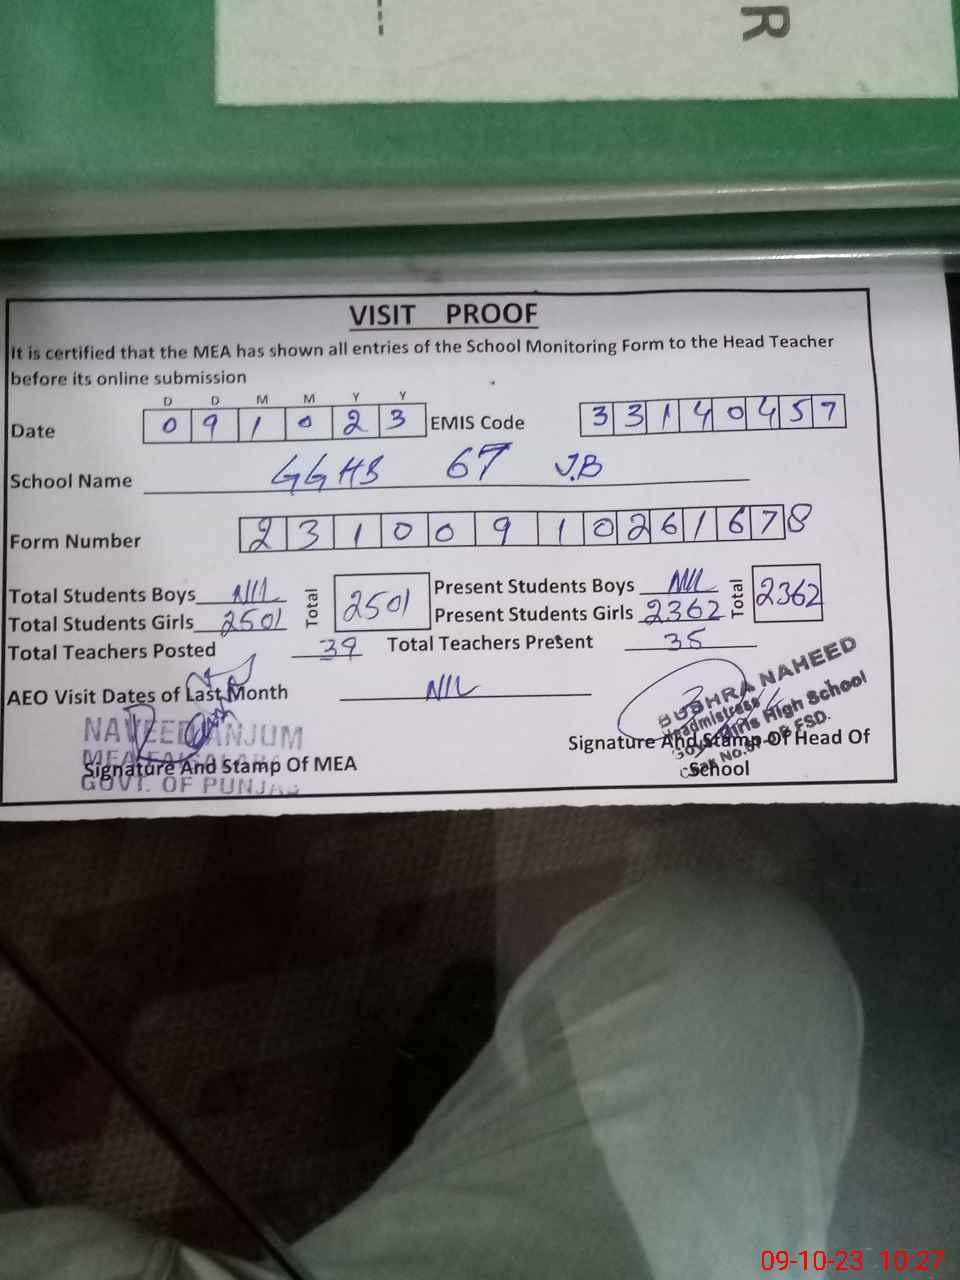 R
VISIT PROOF
It is certified that the MEA has shown all entries of the School Monitoring Form to the Head Teacher
before its online submission
D D M M Y Y
Date 0 9 1 0 2 3 EMIS Code 3 3 1 4 0 4 5 7
School Name GGHS 67 J.B
Form Number 2 3 1 0 0 9 1 0 2 6 1 6 7 8
Total Students Boys Nil Total 2501 Present Students Boys NIL Total 2362
Total Students Girls 2501 Present Students Girls 2362
Total Teachers Posted 39 Total Teachers Present 35
AEO Visit Dates of Last Month NIL
NAVEED ANJUM
MEA
GOVT. OF PUNJAB
Signature And Stamp Of MEA
BUSHRA NAHEED
Headmistress
Govt. Girls High School
FSD.
Signature And Stamp Of Head Of
School
09-10-23 10:27